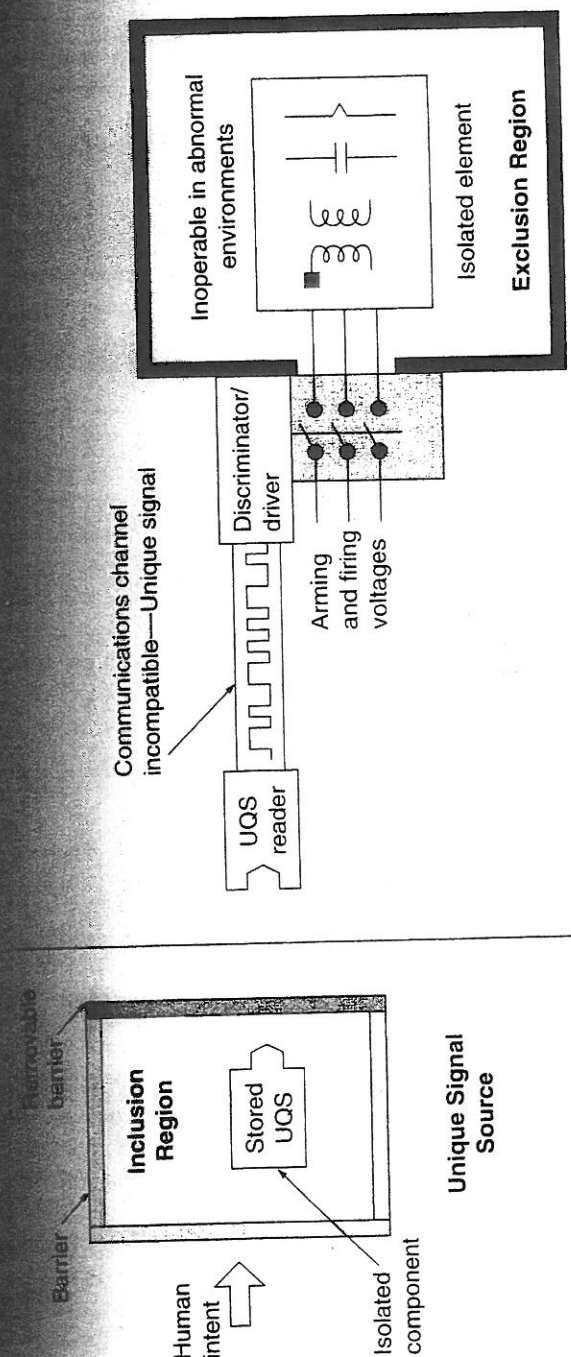 Removable
barrier
Barrier
Inclusion
Region
Human
intent
Stored
UQS
Isolated
component
Unique Signal
Source
Communications channel
incompatible—Unique signal
UQS
reader
Discriminator/
driver
Arming
and firing
voltages
Inoperable in abnormal
environments
Isolated element
Exclusion Region